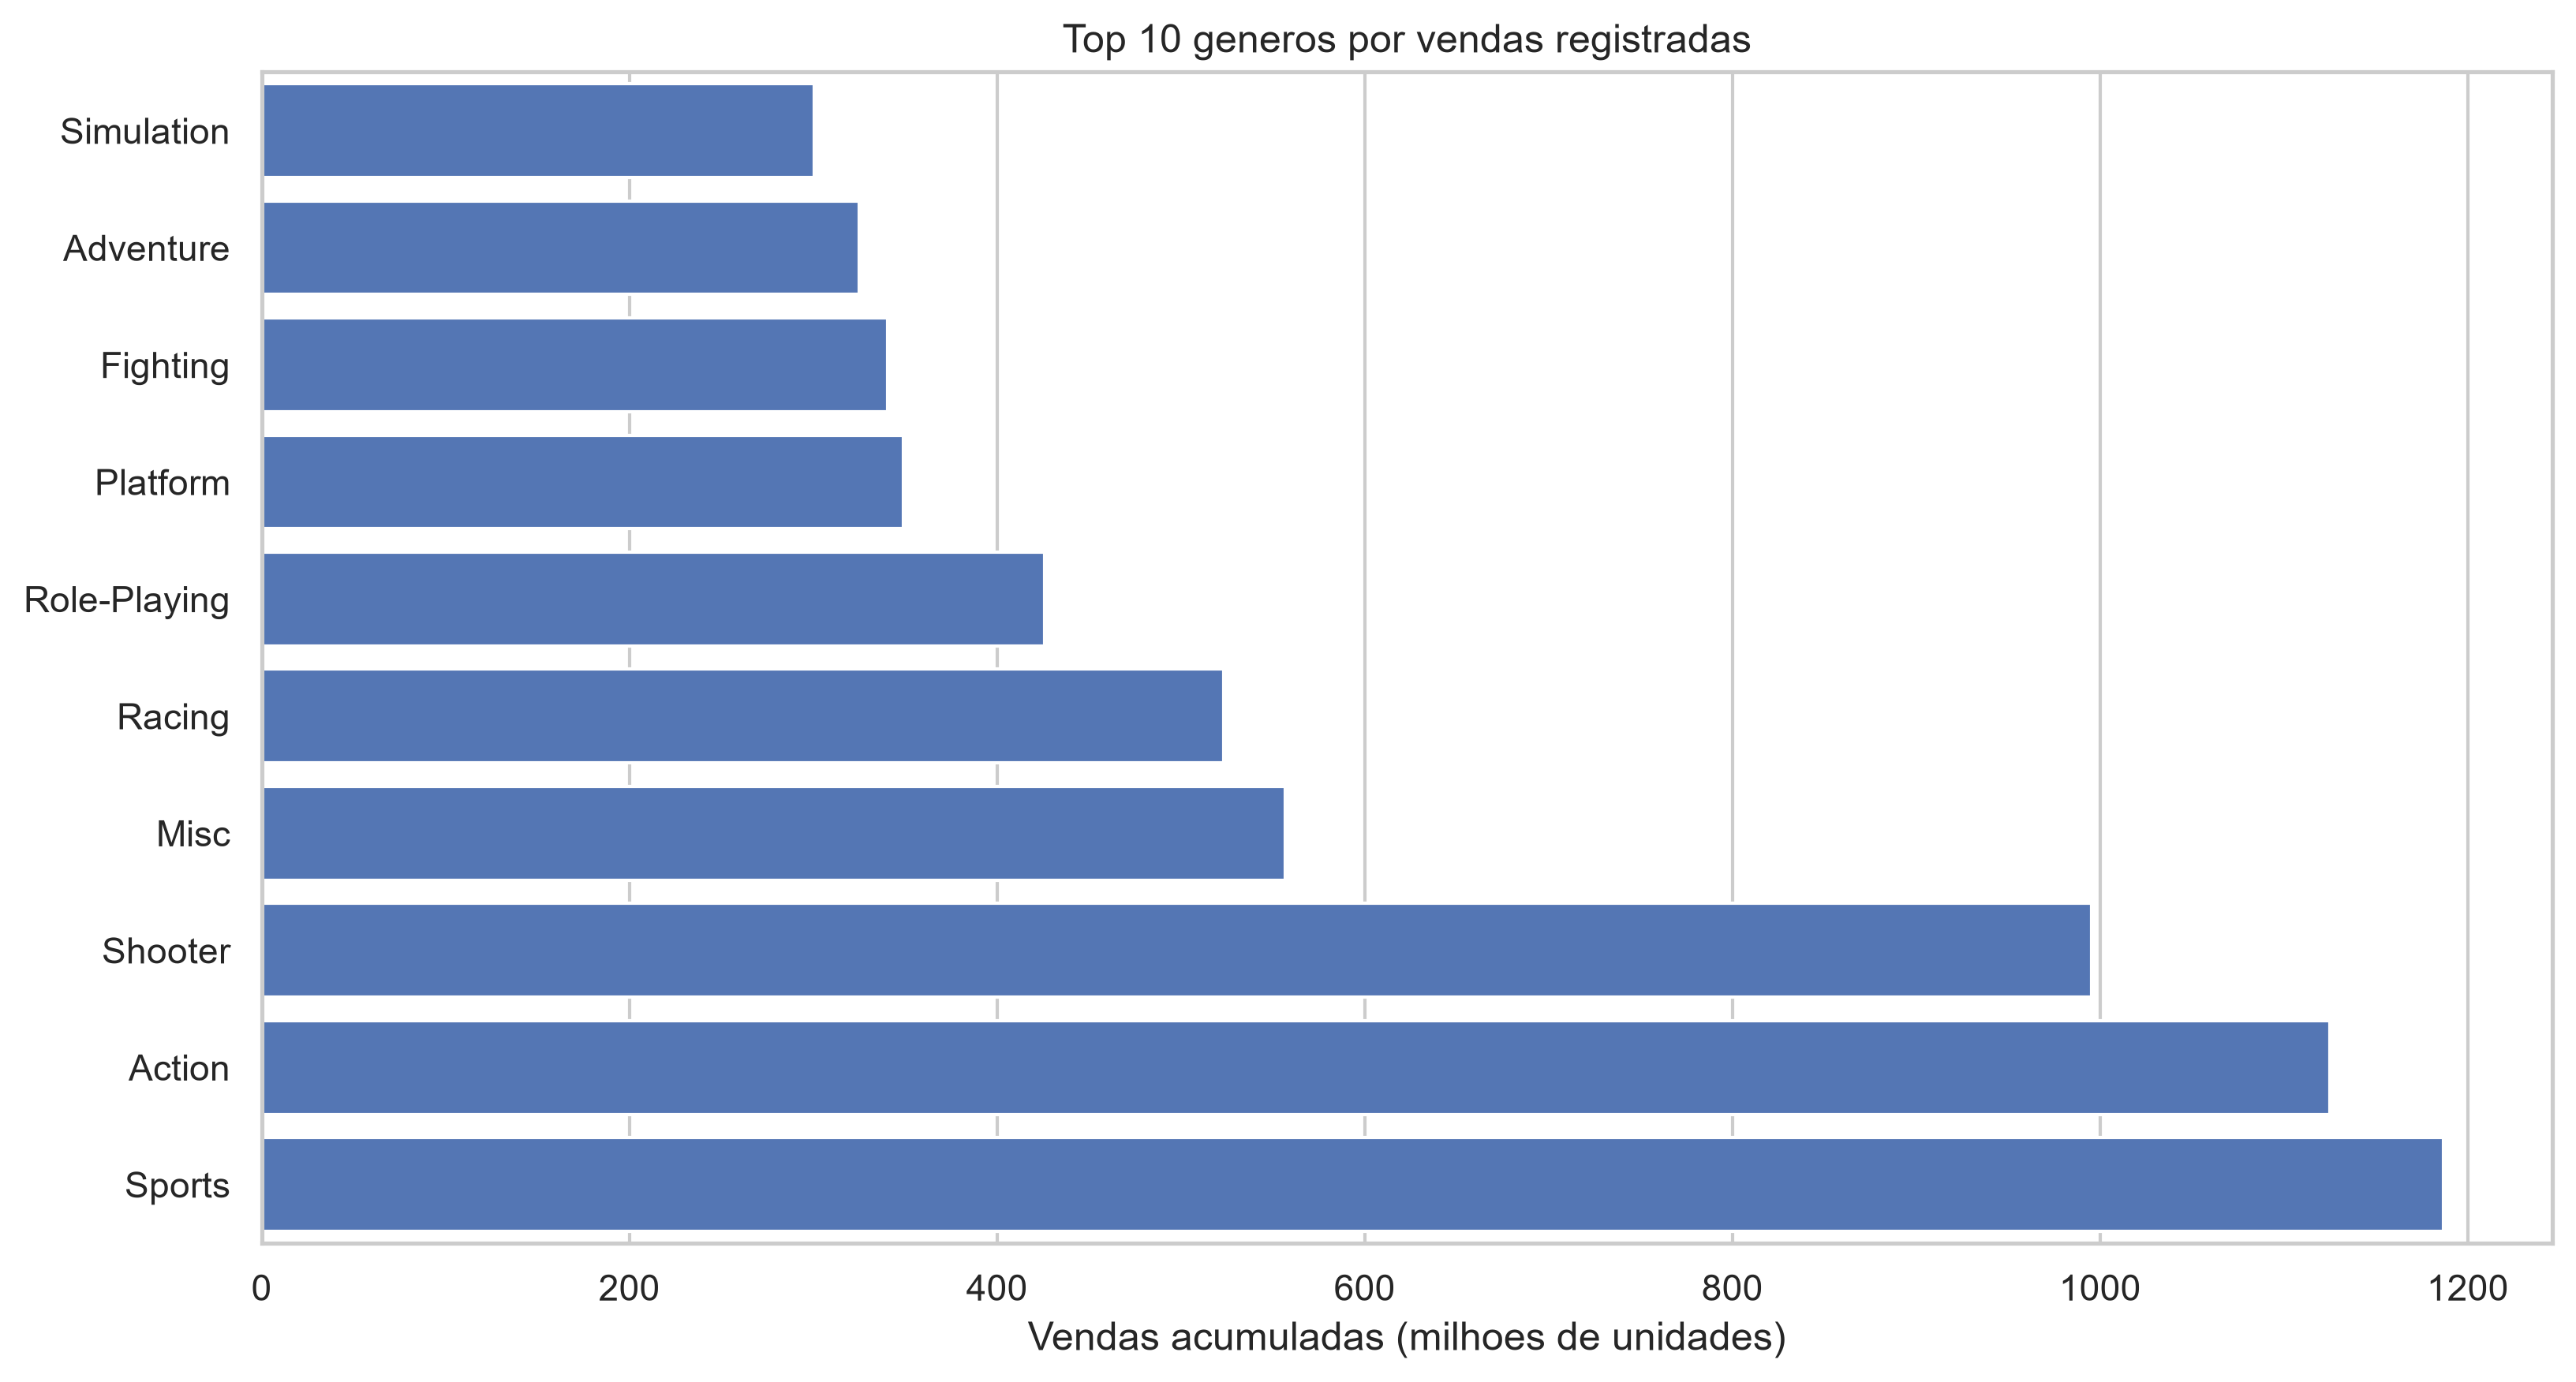 Top 10 generos por vendas registradas
Simulation
Adventure
Fighting
Platform
Role-Playing
Racing
Misc
Shooter
Action
Sports
0 200 400 600 800 1000 1200
Vendas acumuladas (milhoes de unidades)